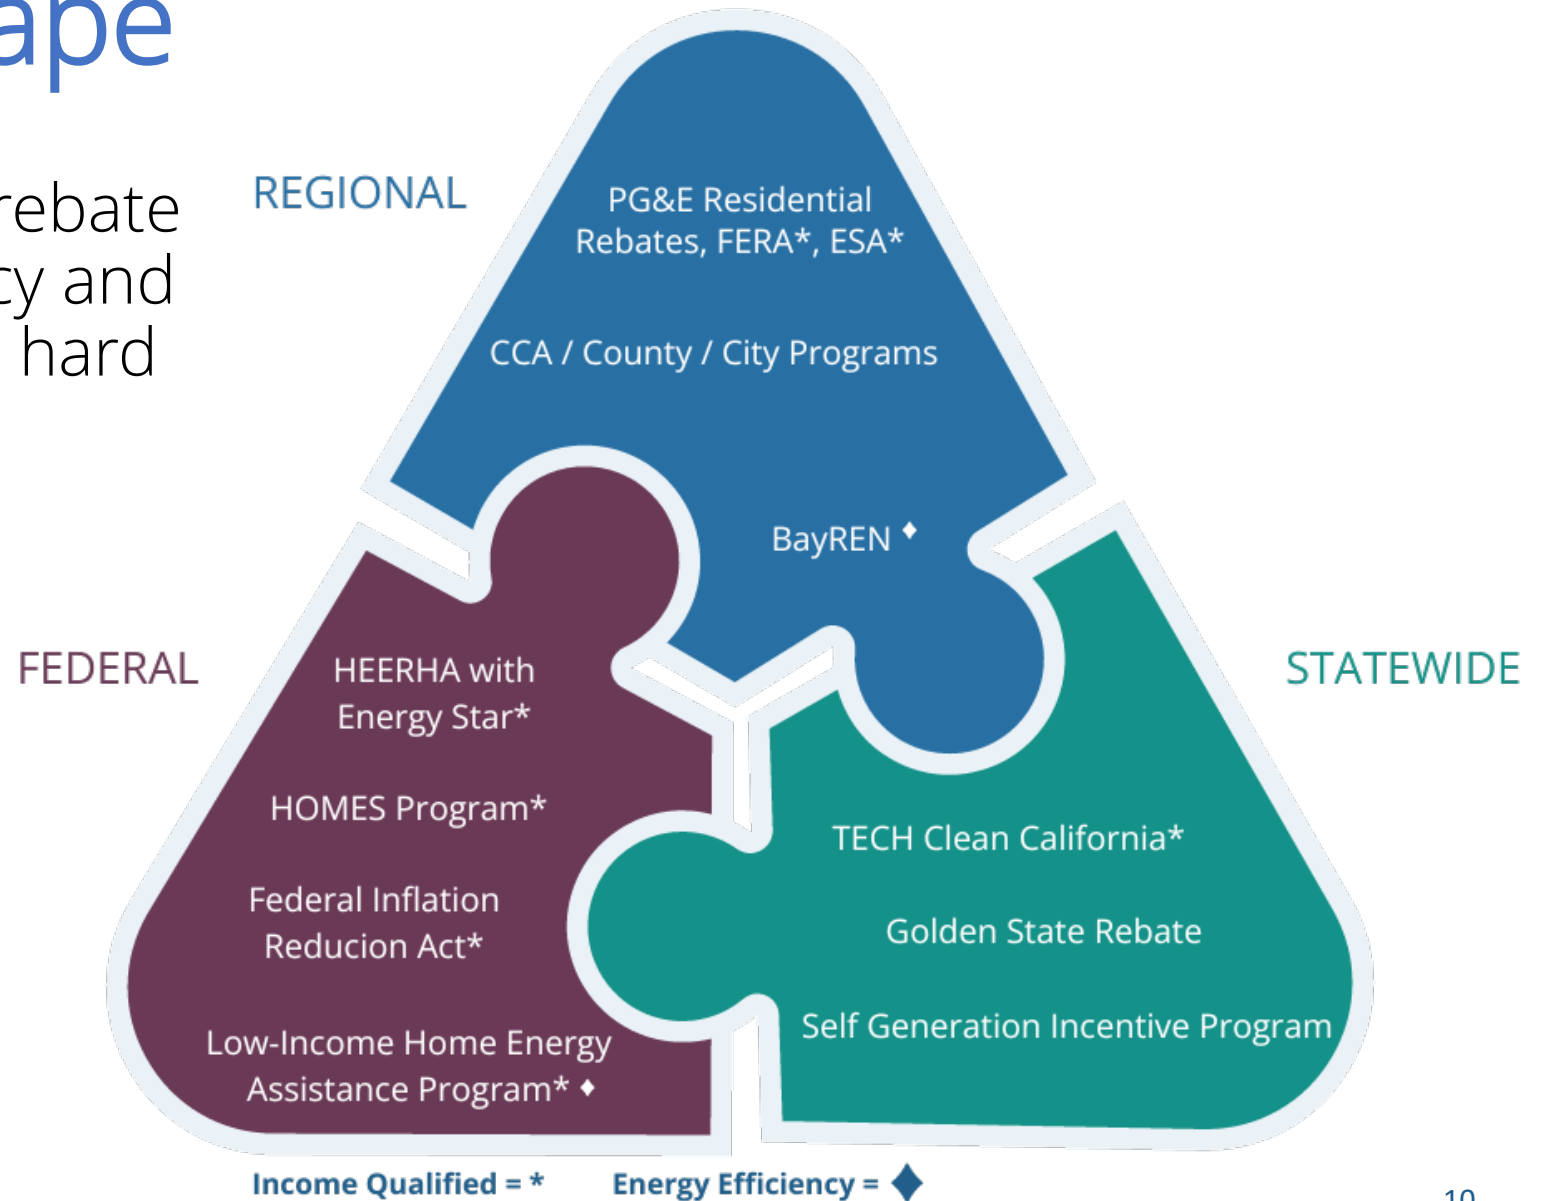 ape
rebate
cy and
hard
REGIONAL
PG&E Residential
Rebates, FERA*, ESA*
CCA / County / City Programs
BayREN ♦
FEDERAL
HEERHA with
Energy Star*
HOMES Program*
Federal Inflation
Reducion Act*
Low-Income Home Energy
Assistance Program* ♦
STATEWIDE
TECH Clean California*
Golden State Rebate
Self Generation Incentive Program
Income Qualified = *
Energy Efficiency = ♦
10